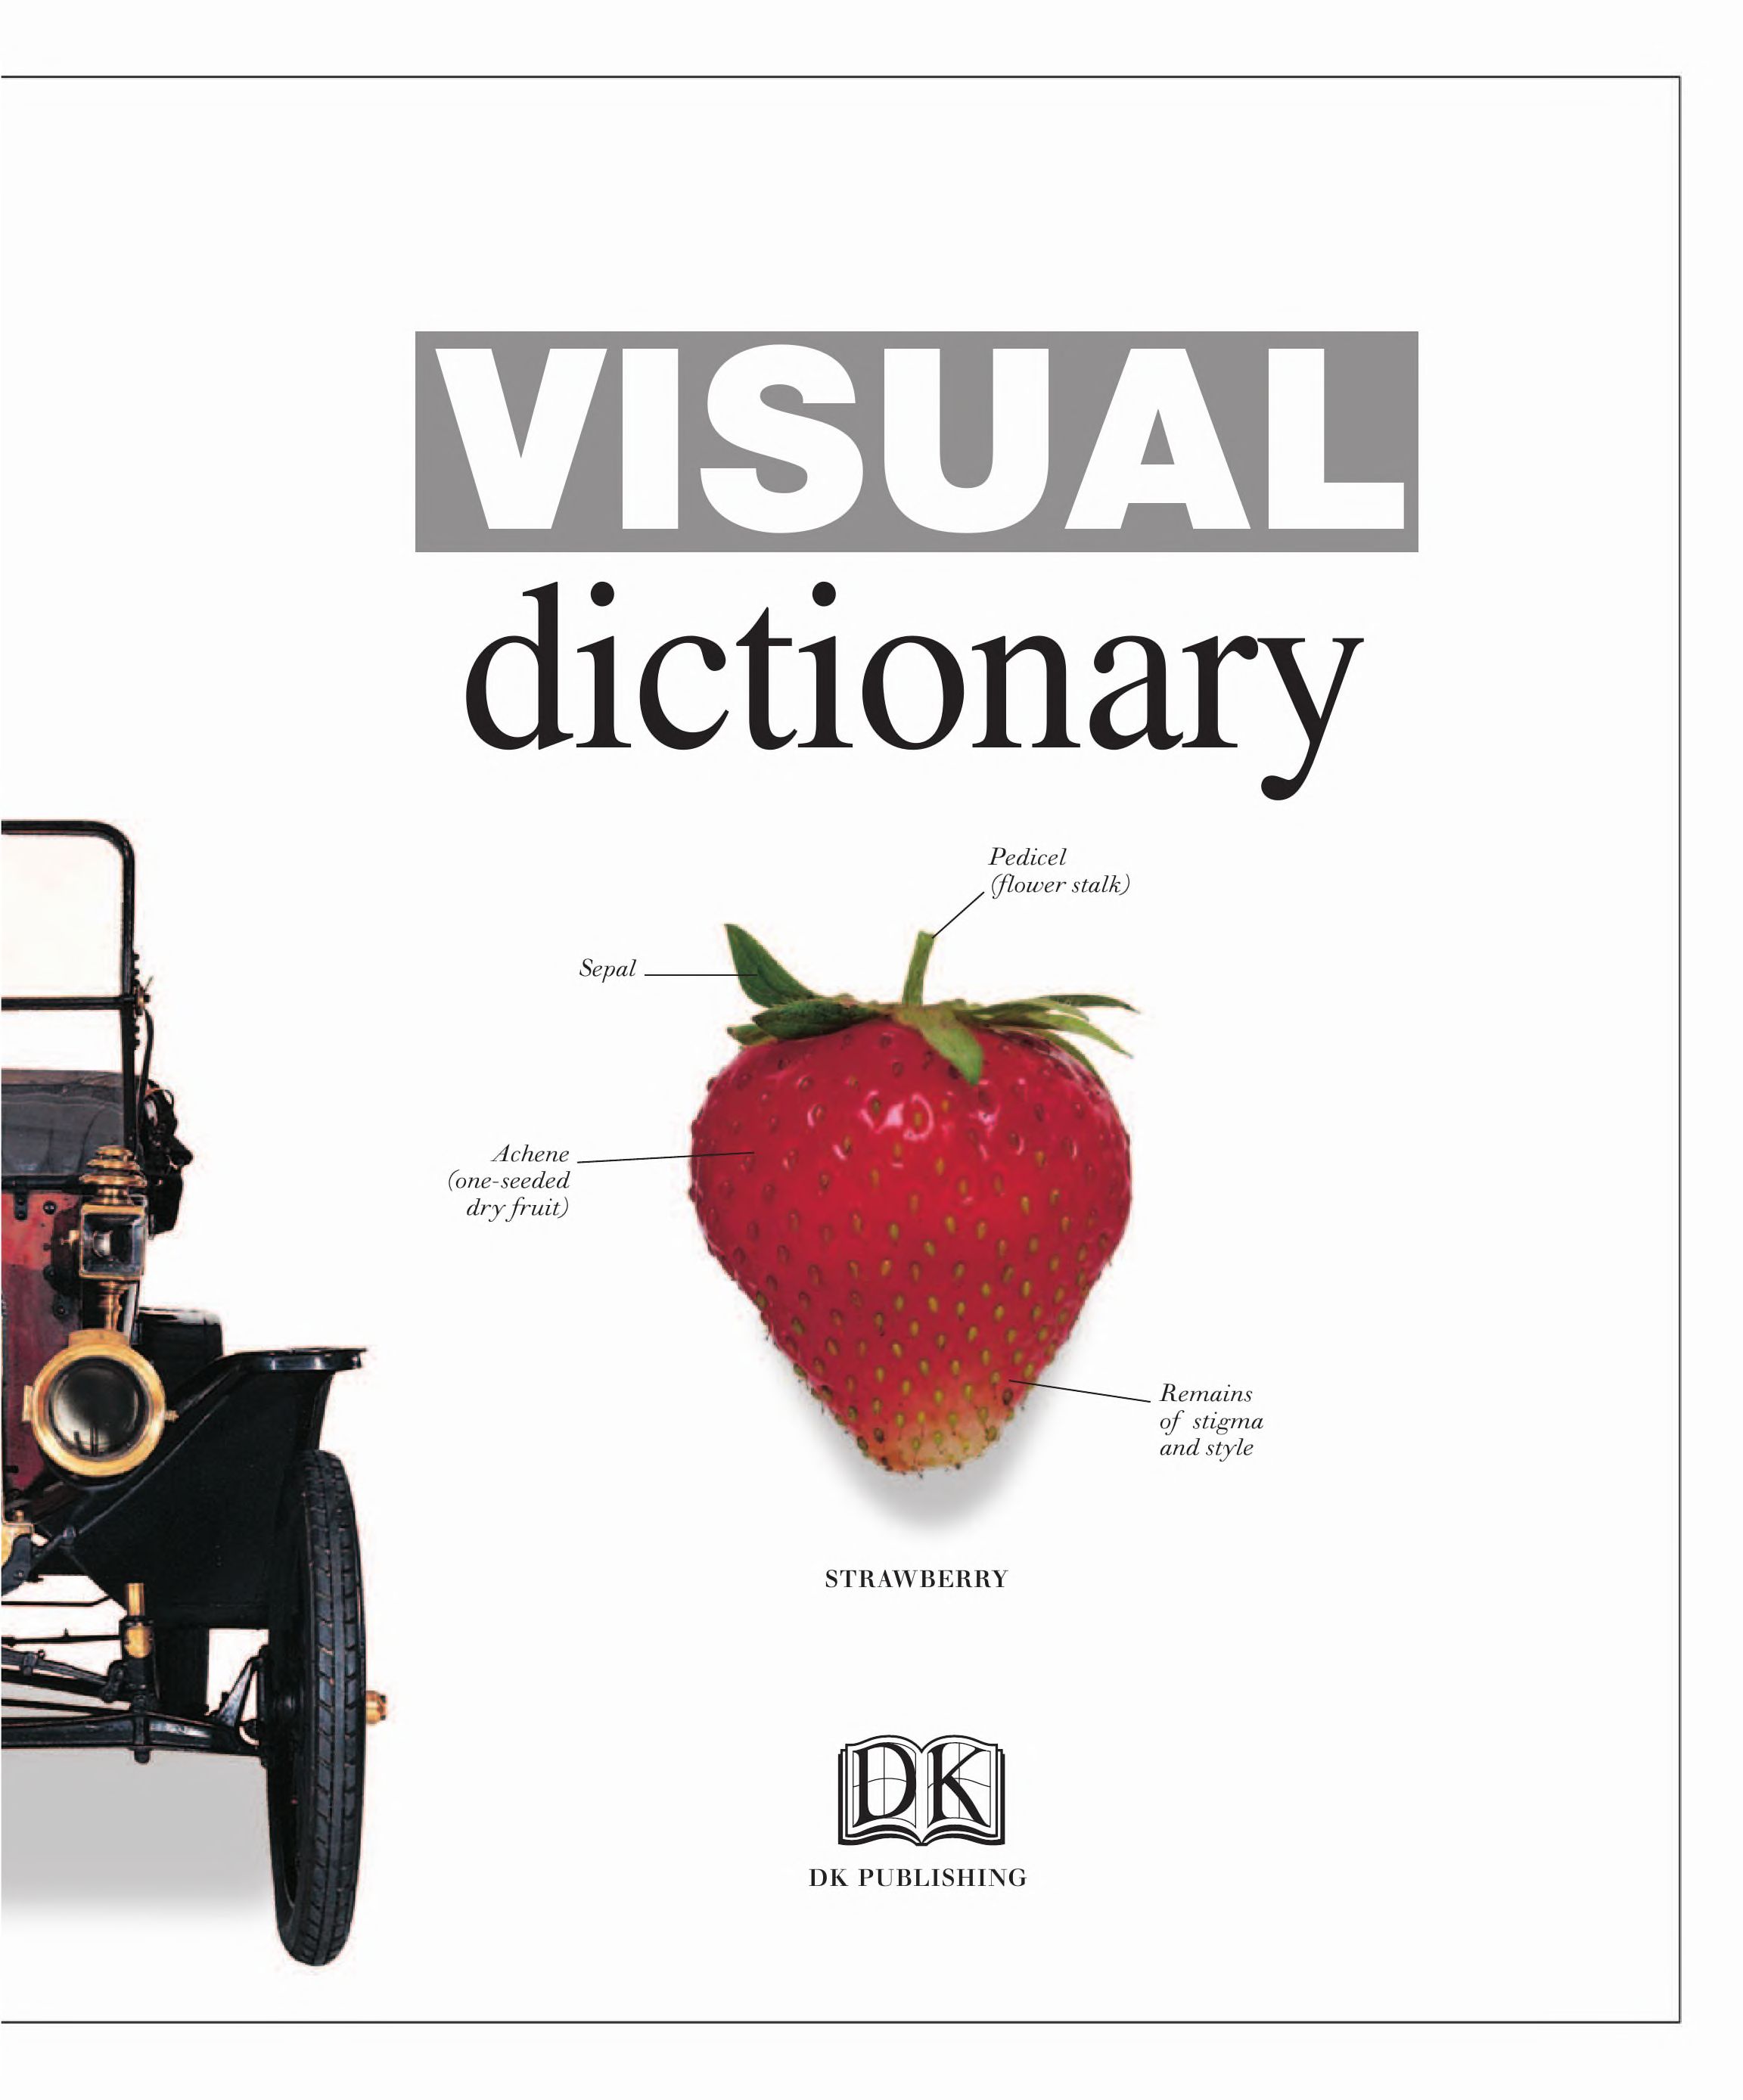 VISUAL
dictionary
Pedicel
(flower stalk)
Sepal
Achene
(one-seeded
dry fruit)
Remains
of stigma
and style
STRAWBERRY
DK
DK PUBLISHING